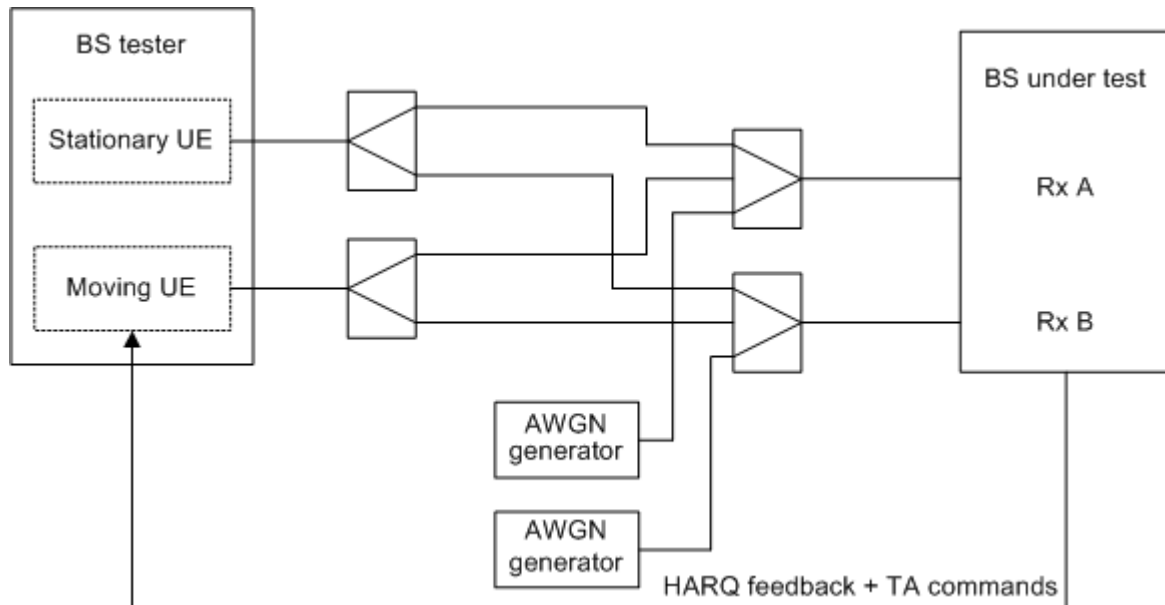 BS tester
Stationary UE
Moving UE
BS under test
Rx A
Rx B
AWGN
generator
AWGN
generator
HARQ feedback + TA commands